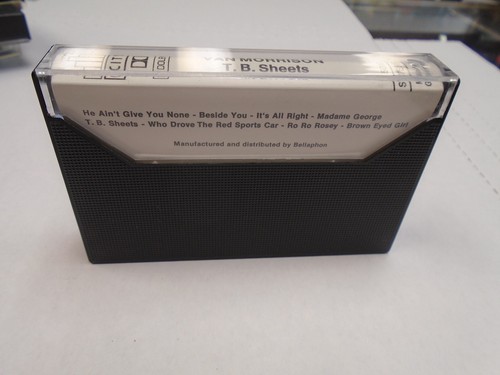 VAN MORRISON
T. B. Sheets
He Ain't Give You None - Beside You - It's All Right - Madame George
T. B. Sheets - Who Drove The Red Sports Car - Ro Ro Rosey - Brown Eyed Girl
Manufactured and distributed by Bellaphon